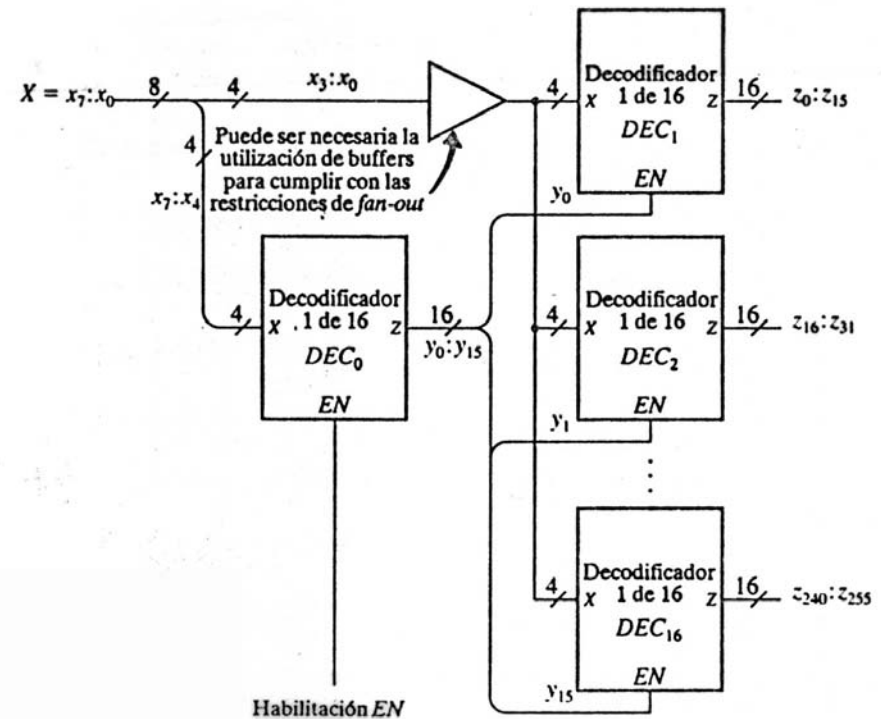 X = x₇:x₀
8
4
x₃:x₀
4
x₇:x₄
Puede ser necesaria la
utilización de buffers
para cumplir con las
restricciones de fan-out
4
Decodificador
x 1 de 16 z
DEC₁
EN
16
z₀:z₁₅
y₀
4
Decodificador
x 1 de 16 z
DEC₀
EN
16
y₀:y₁₅
Habilitación EN
4
Decodificador
x 1 de 16 z
DEC₂
EN
16
z₁₆:z₃₁
y₁
4
Decodificador
x 1 de 16 z
DEC₁₆
EN
16
z₂₄₀:z₂₅₅
y₁₅